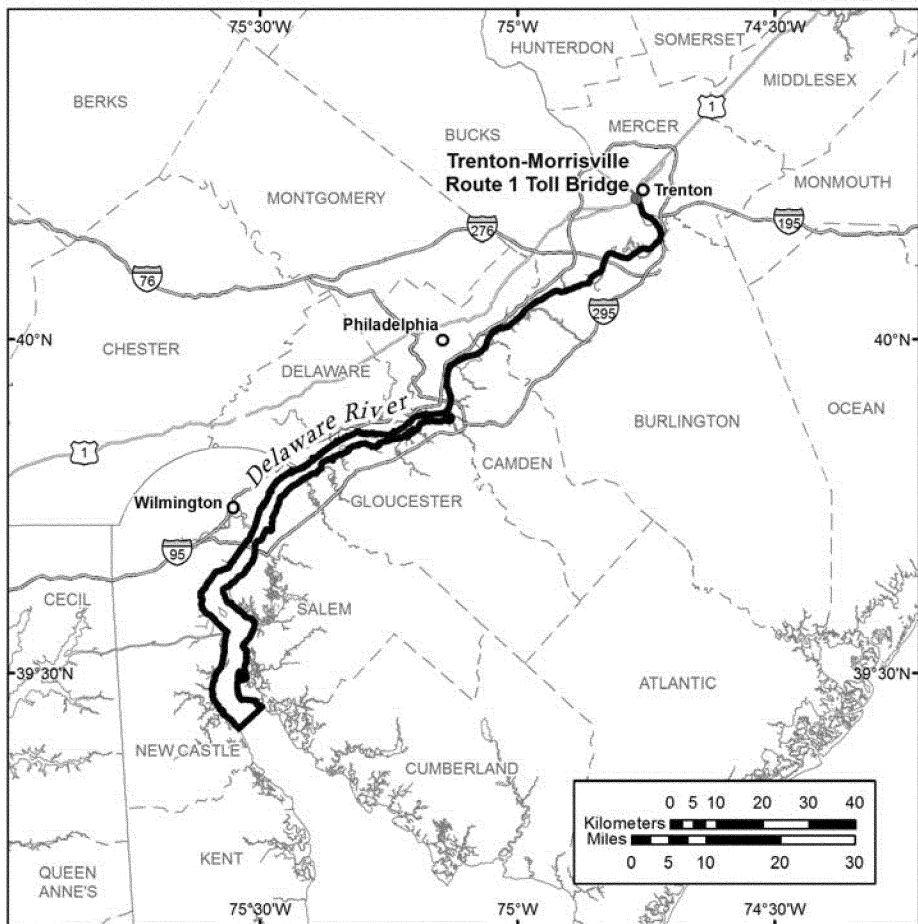 75°30'W 75°W 74°30'W
HUNTERDON
SOMERSET
MIDDLESEX
BERKS
1
BUCKS
MERCER
Trenton-Morrisville
Route 1 Toll Bridge
Trenton
MONTGOMERY
MONMOUTH
276
195
76
295
Philadelphia
40°N 40°N
CHESTER
DELAWARE
OCEAN
BURLINGTON
Delaware River
1
CAMDEN
GLOUCESTER
Wilmington
95
CECIL
SALEM
39°30'N 39°30'N
ATLANTIC
NEW CASTLE
CUMBERLAND
0 5 10 20 30 40
Kilometers
Miles
0 5 10 20 30
KENT
QUEEN
ANNE'S
75°30'W 75°W 74°30'W